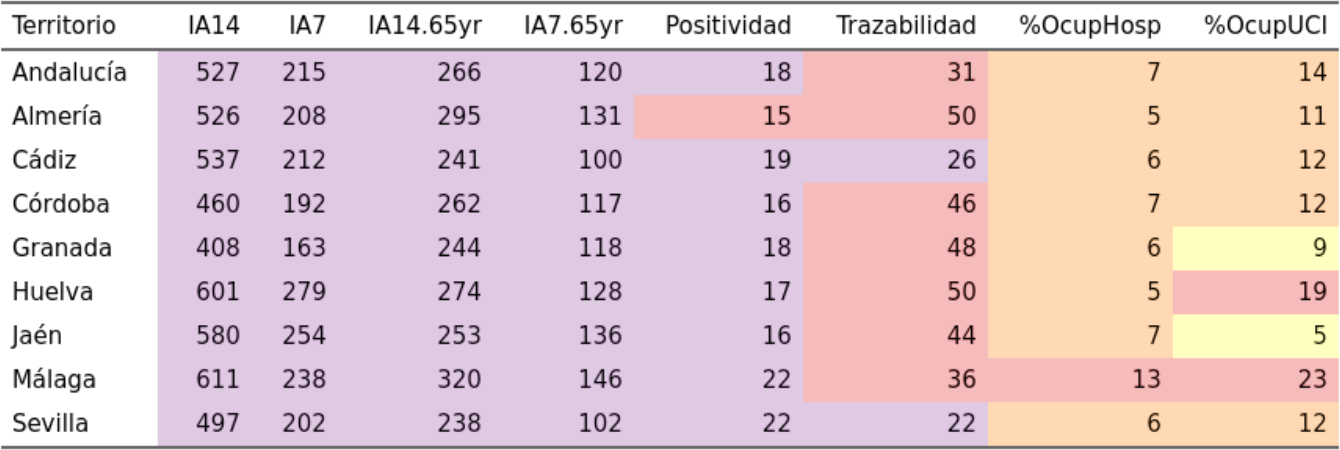 Territorio IA14 IA7 IA14.65yr IA7.65yr Positividad Trazabilidad %OcupHosp %OcupUCI
Andalucía 527 215 266 120 18 31 7 14
Almería 526 208 295 131 15 50 5 11
Cádiz 537 212 241 100 19 26 6 12
Córdoba 460 192 262 117 16 46 7 12
Granada 408 163 244 118 18 48 6 9
Huelva 601 279 274 128 17 50 5 19
Jaén 580 254 253 136 16 44 7 5
Málaga 611 238 320 146 22 36 13 23
Sevilla 497 202 238 102 22 22 6 12